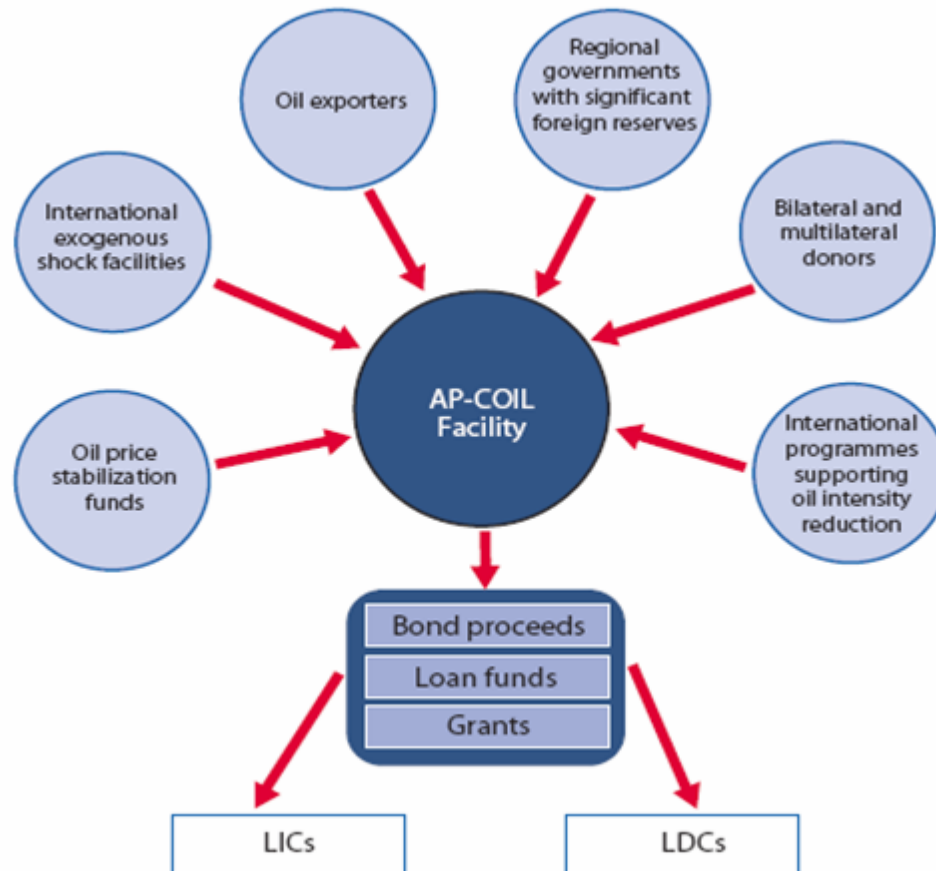 Oil exporters
Regional
governments
with significant
foreign reserves
International
exogenous
shock facilities
Bilateral and
multilateral
donors
AP-COIL
Facility
Oil price
stabilization
funds
International
programmes
supporting
oil intensity
reduction
Bond proceeds
Loan funds
Grants
LICs
LDCs